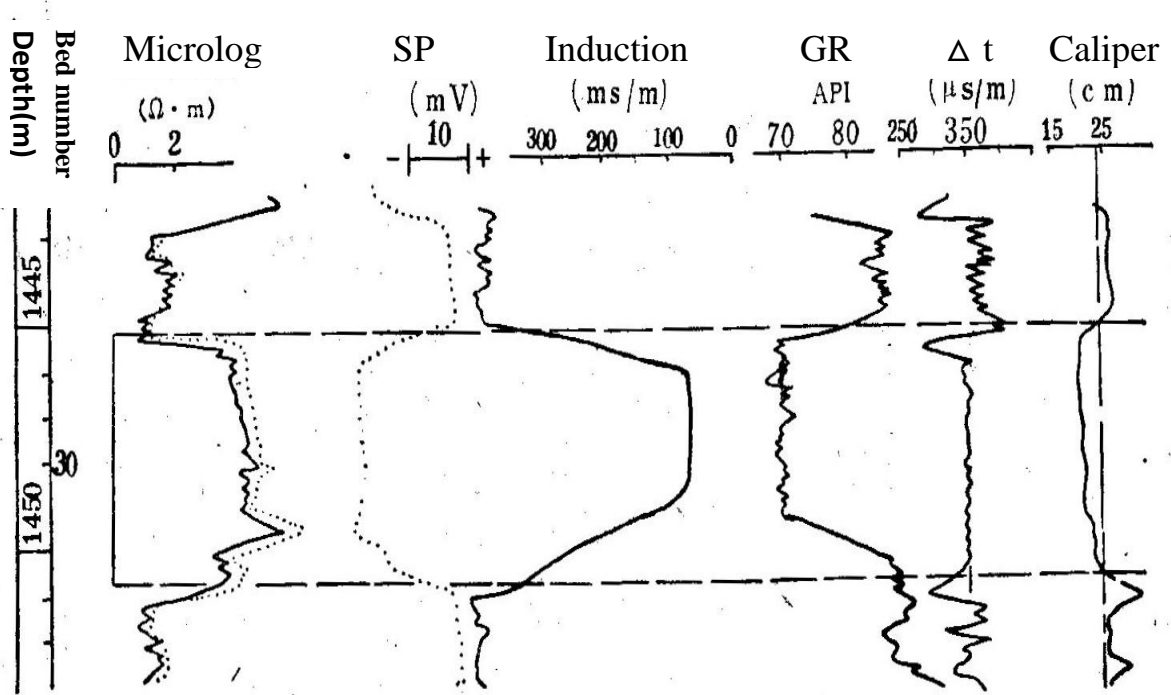 Depth(m) Bed number Microlog SP Induction GR Δ t Caliper
(Ω · m) (mV) (ms/m) API (μs/m) (cm)
0 2 10 300 200 100 0 70 80 250 350 15 25
− +
1445
30
1450